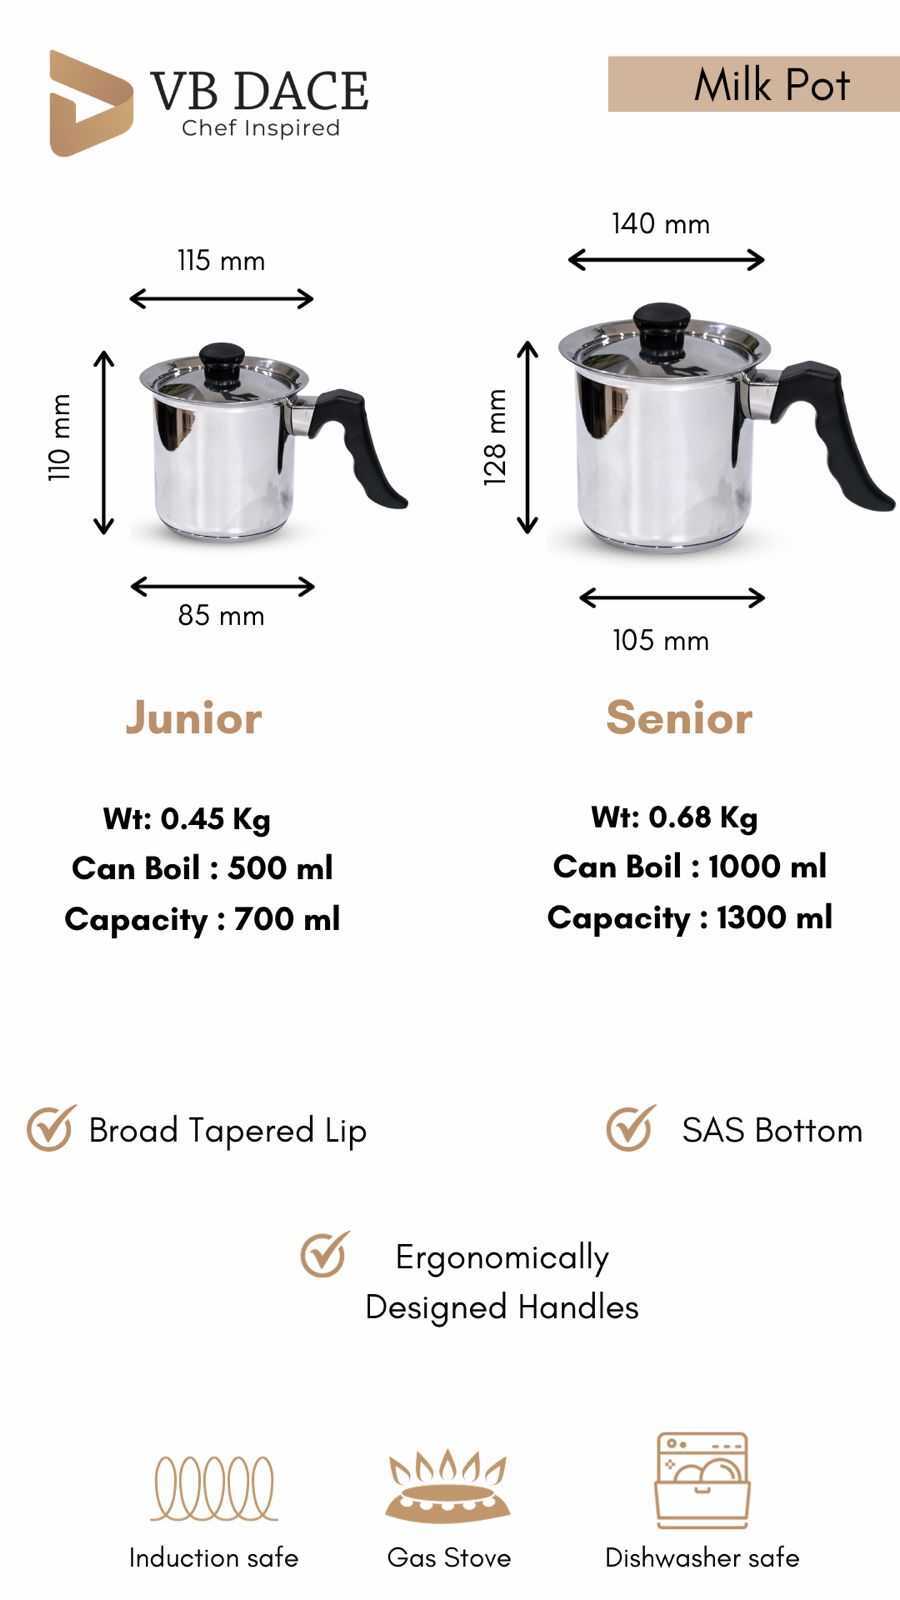 VB DACE
Chef Inspired
Milk Pot
115 mm
110 mm
85 mm
140 mm
128 mm
105 mm
Junior
Wt: 0.45 Kg
Can Boil : 500 ml
Capacity : 700 ml
Senior
Wt: 0.68 Kg
Can Boil : 1000 ml
Capacity : 1300 ml
Broad Tapered Lip
SAS Bottom
Ergonomically
Designed Handles
Induction safe
Gas Stove
Dishwasher safe